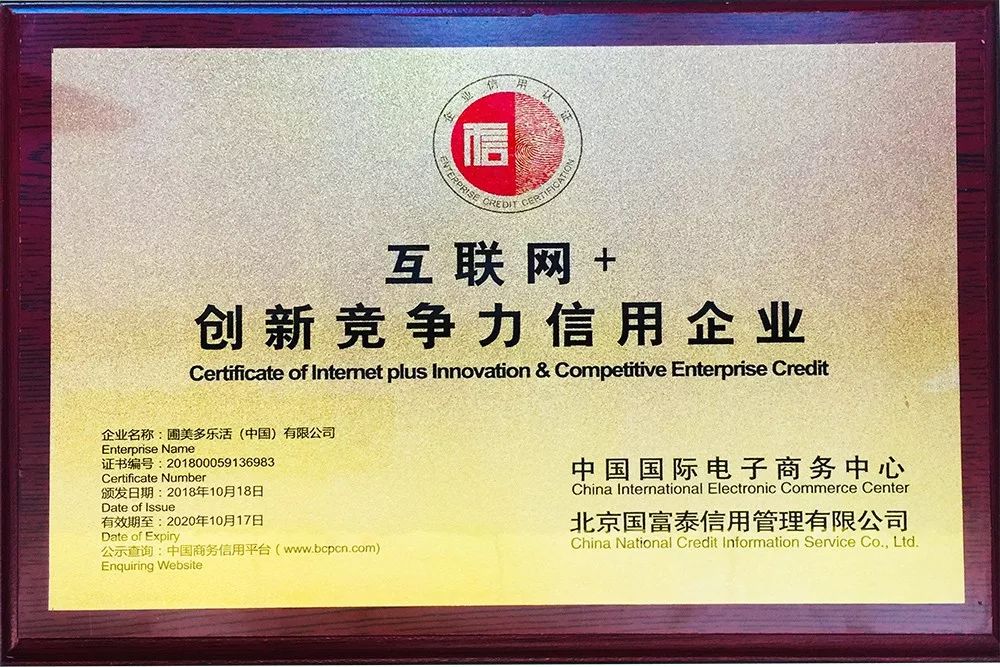 企业信用认证
信
ENTERPRISE CREDIT CERTIFICATION
互联网+
创新竞争力信用企业
Certificate of Internet plus Innovation & Competitive Enterprise Credit
企业名称：圃美多乐活（中国）有限公司
Enterprise Name
证书编号：201800059136983
Certificate Number
颁发日期：2018年10月18日
Date of Issue
有效期至：2020年10月17日
Date of Expiry
公示查询：中国商务信用平台（www.bcpcn.com)
Enquiring Website
中国国际电子商务中心
China International Electronic Commerce Center
北京国富泰信用管理有限公司
China National Credit Information Service Co., Ltd.